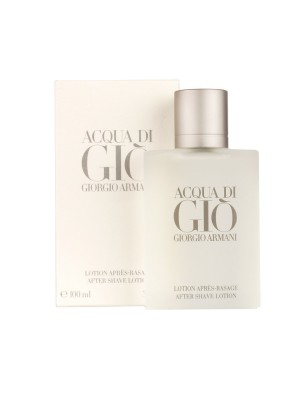 ACQUA DI
GIÒ
GIORGIO ARMANI
LOTION APRÈS-RASAGE
AFTER SHAVE LOTION
e 100 ml
ACQUA DI
GIÒ
GIORGIO ARMANI
LOTION APRÈS-RASAGE
AFTER SHAVE LOTION